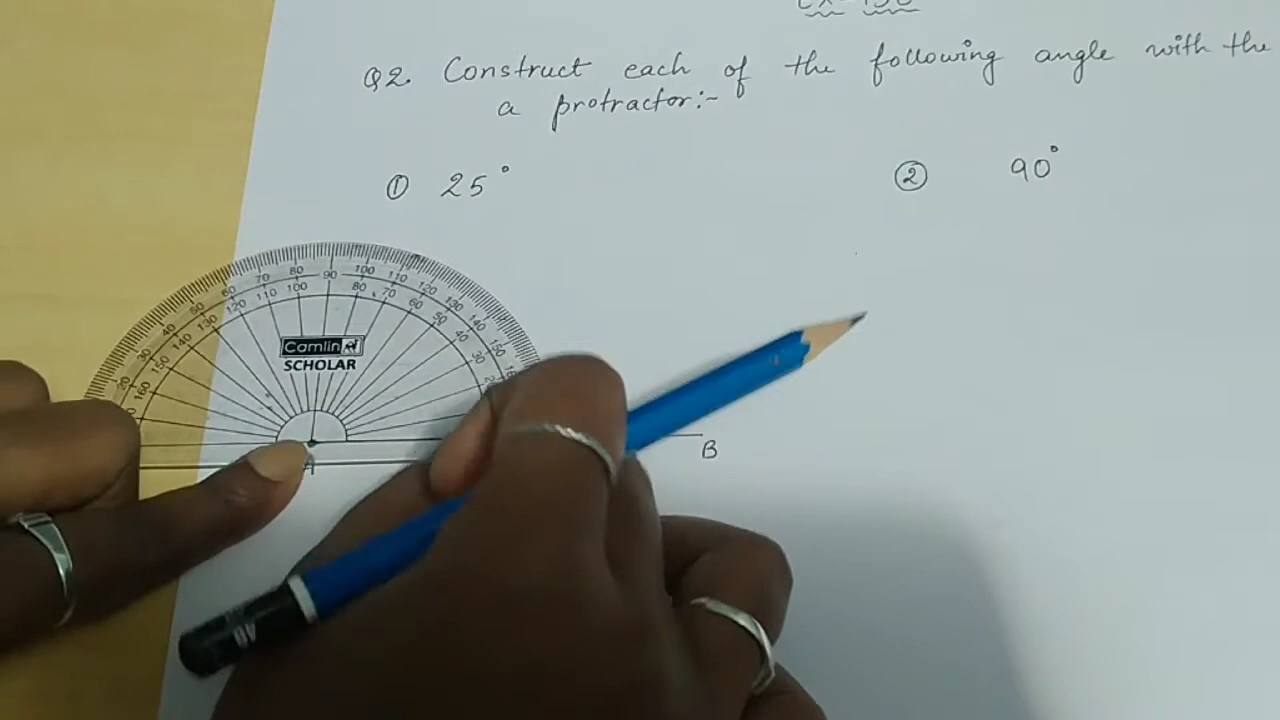 Q2. Construct each of the following angle with the
a protractor:-
① 25°
② 90°
Camlin
SCHOLAR
A
B